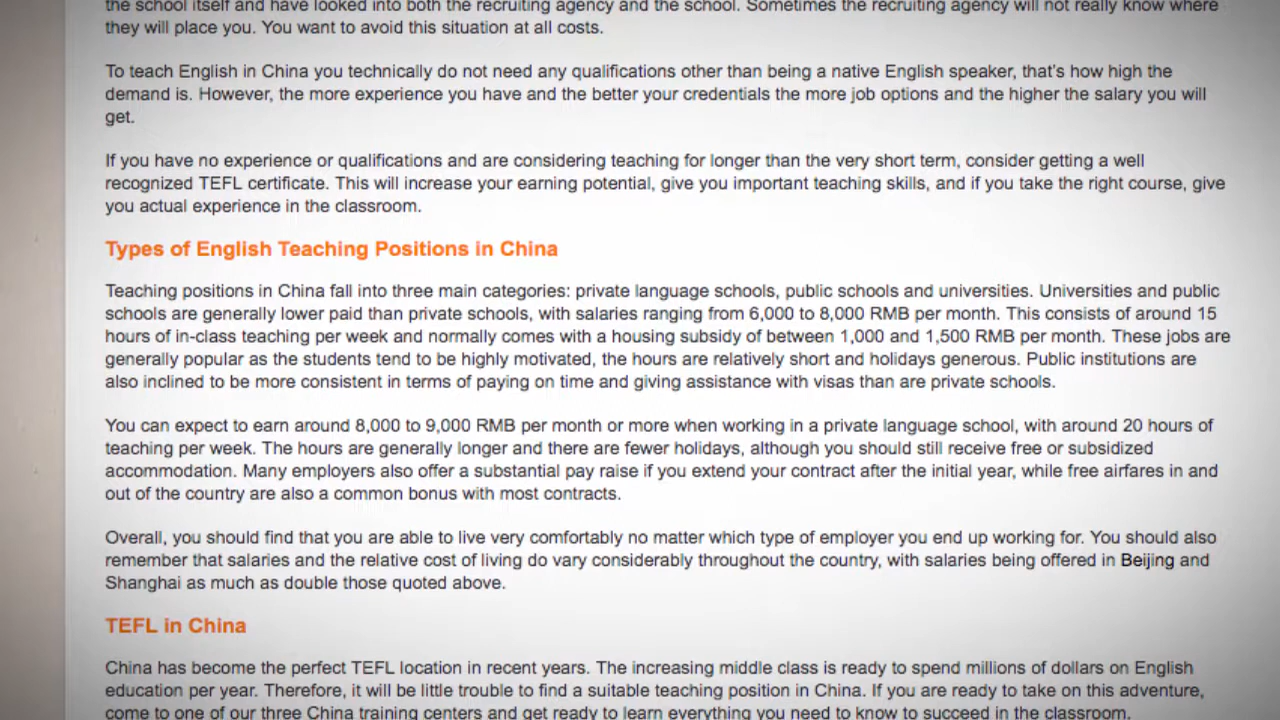 the school itself and have looked into both the recruiting agency and the school. Sometimes the recruiting agency will not really know where
they will place you. You want to avoid this situation at all costs.
To teach English in China you technically do not need any qualifications other than being a native English speaker, that's how high the
demand is. However, the more experience you have and the better your credentials the more job options and the higher the salary you will
get.
If you have no experience or qualifications and are considering teaching for longer than the very short term, consider getting a well
recognized TEFL certificate. This will increase your earning potential, give you important teaching skills, and if you take the right course, give
you actual experience in the classroom.
Types of English Teaching Positions in China
Teaching positions in China fall into three main categories: private language schools, public schools and universities. Universities and public
schools are generally lower paid than private schools, with salaries ranging from 6,000 to 8,000 RMB per month. This consists of around 15
hours of in-class teaching per week and normally comes with a housing subsidy of between 1,000 and 1,500 RMB per month. These jobs are
generally popular as the students tend to be highly motivated, the hours are relatively short and holidays generous. Public institutions are
also inclined to be more consistent in terms of paying on time and giving assistance with visas than are private schools.
You can expect to earn around 8,000 to 9,000 RMB per month or more when working in a private language school, with around 20 hours of
teaching per week. The hours are generally longer and there are fewer holidays, although you should still receive free or subsidized
accommodation. Many employers also offer a substantial pay raise if you extend your contract after the initial year, while free airfares in and
out of the country are also a common bonus with most contracts.
Overall, you should find that you are able to live very comfortably no matter which type of employer you end up working for. You should also
remember that salaries and the relative cost of living do vary considerably throughout the country, with salaries being offered in Beijing and
Shanghai as much as double those quoted above.
TEFL in China
China has become the perfect TEFL location in recent years. The increasing middle class is ready to spend millions of dollars on English
education per year. Therefore, it will be little trouble to find a suitable teaching position in China. If you are ready to take on this adventure,
come to one of our three China training centers and get ready to learn everything you need to know to succeed in the classroom.